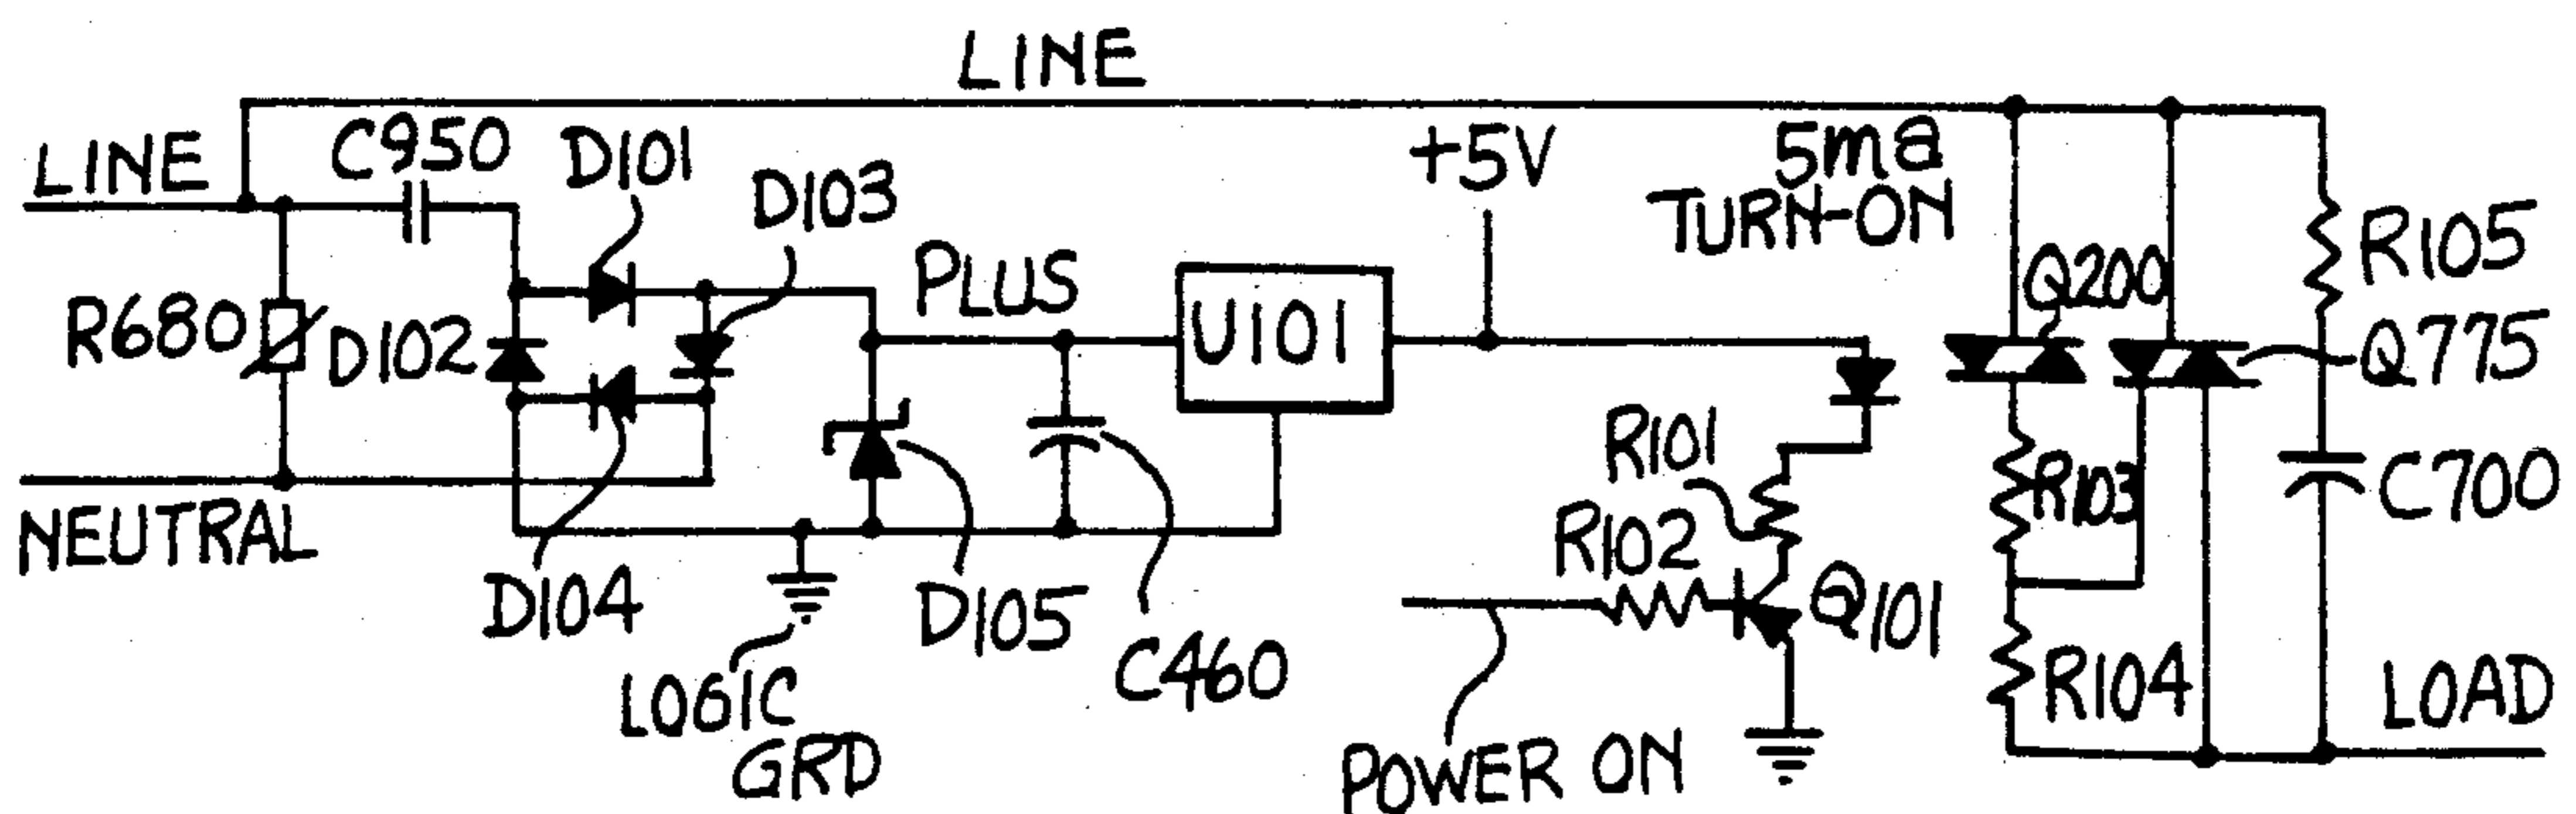 LINE
LINE
C950
D101
D103
+5V
5ma
TURN-ON
Q200
R105
R680
D102
PLUS
U101
Q775
R101
R103
C700
NEUTRAL
D104
LOGIC
GRD
D105
C460
R102
Q101
R104
LOAD
POWER ON